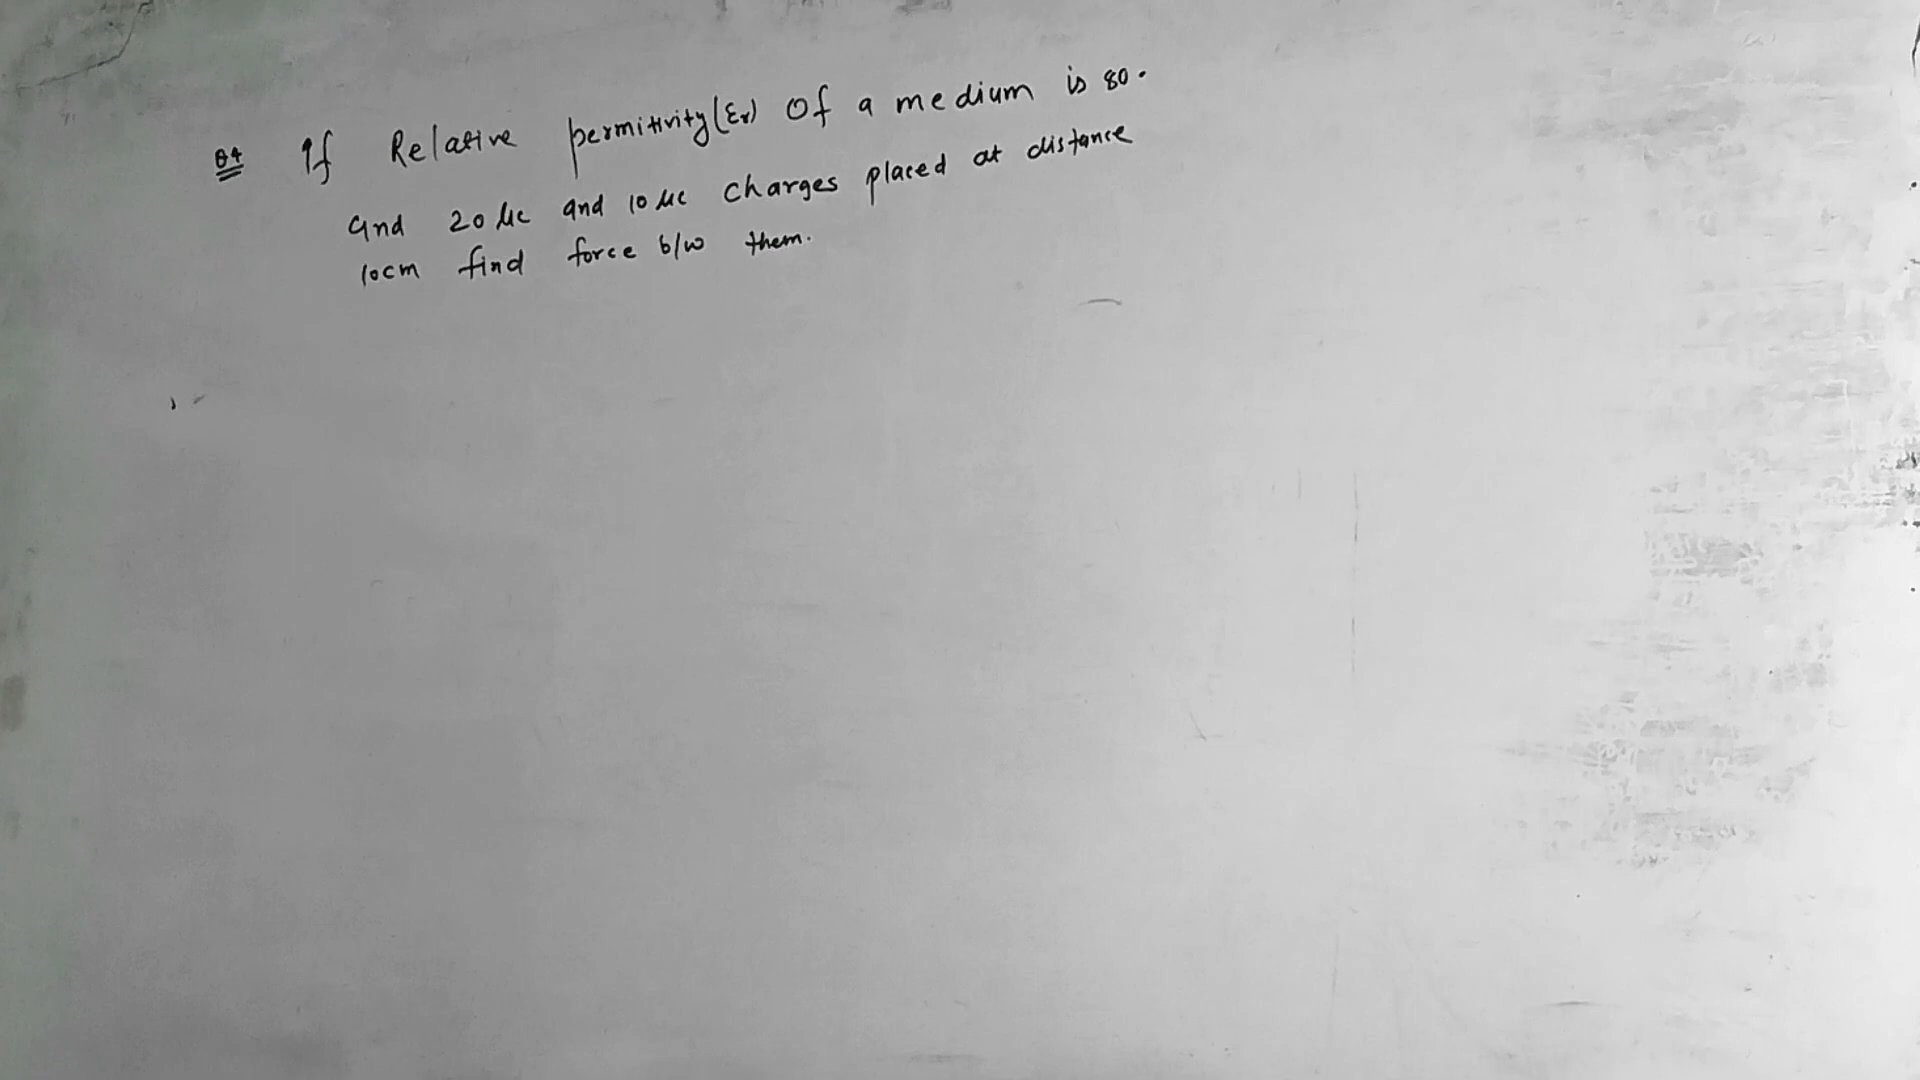 Q4 If Relative permitivity (εr) Of a medium is 80.
and 20 μc and 10 μc charges placed at distance
10cm find force b/w them.